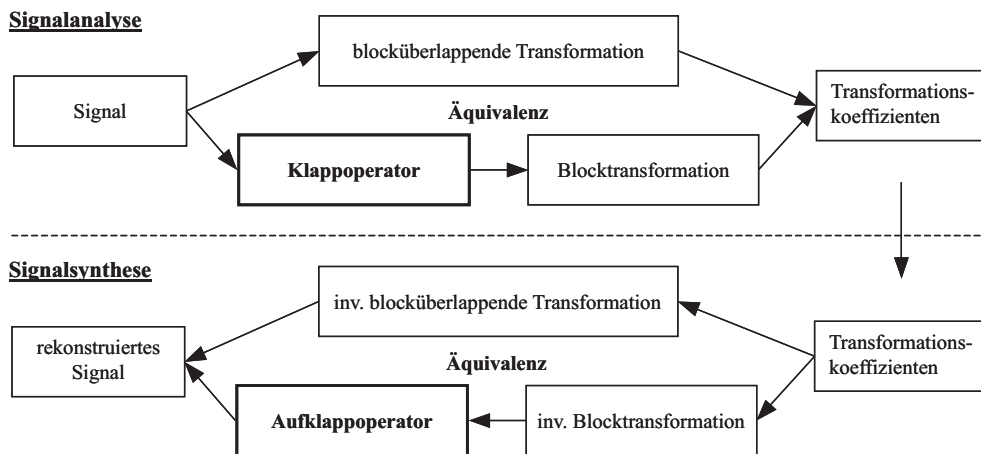 Signalanalyse
blocküberlappende Transformation
Signal
Äquivalenz
Transformations-
koeffizienten
Klappoperator
Blocktransformation
Signalsynthese
inv. blocküberlappende Transformation
rekonstruiertes
Signal
Äquivalenz
Transformations-
koeffizienten
Aufklappoperator
inv. Blocktransformation